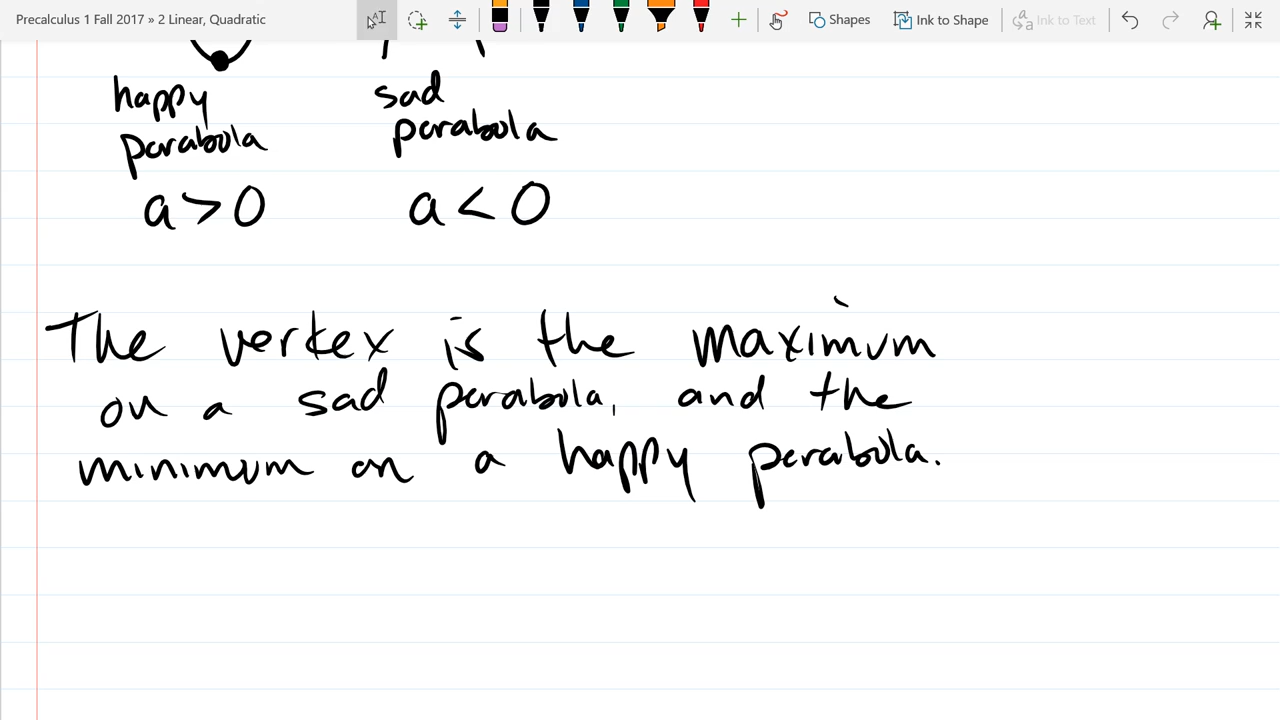 Precalculus 1 Fall 2017 » 2 Linear, Quadratic
Shapes
Ink to Shape
Ink to Text
happy sad
parabola parabola
a > 0 a < 0
The vertex is the maximum
on a sad parabola, and the
minimum on a happy parabola.